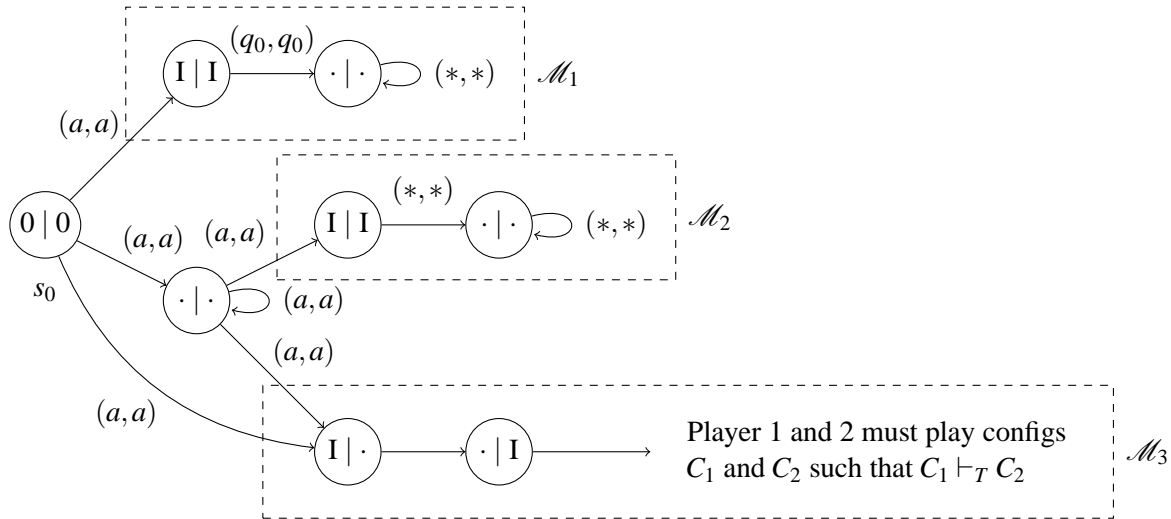 (q₀, q₀)
I | I
· | ·
(∗, ∗)
ℳ₁
(a, a)
0 | 0
s₀
(a, a)
(a, a)
I | I
(∗, ∗)
· | ·
(∗, ∗)
ℳ₂
· | ·
(a, a)
(a, a)
(a, a)
I | ·
· | I
Player 1 and 2 must play configs
C₁ and C₂ such that C₁ ⊢_T C₂
ℳ₃